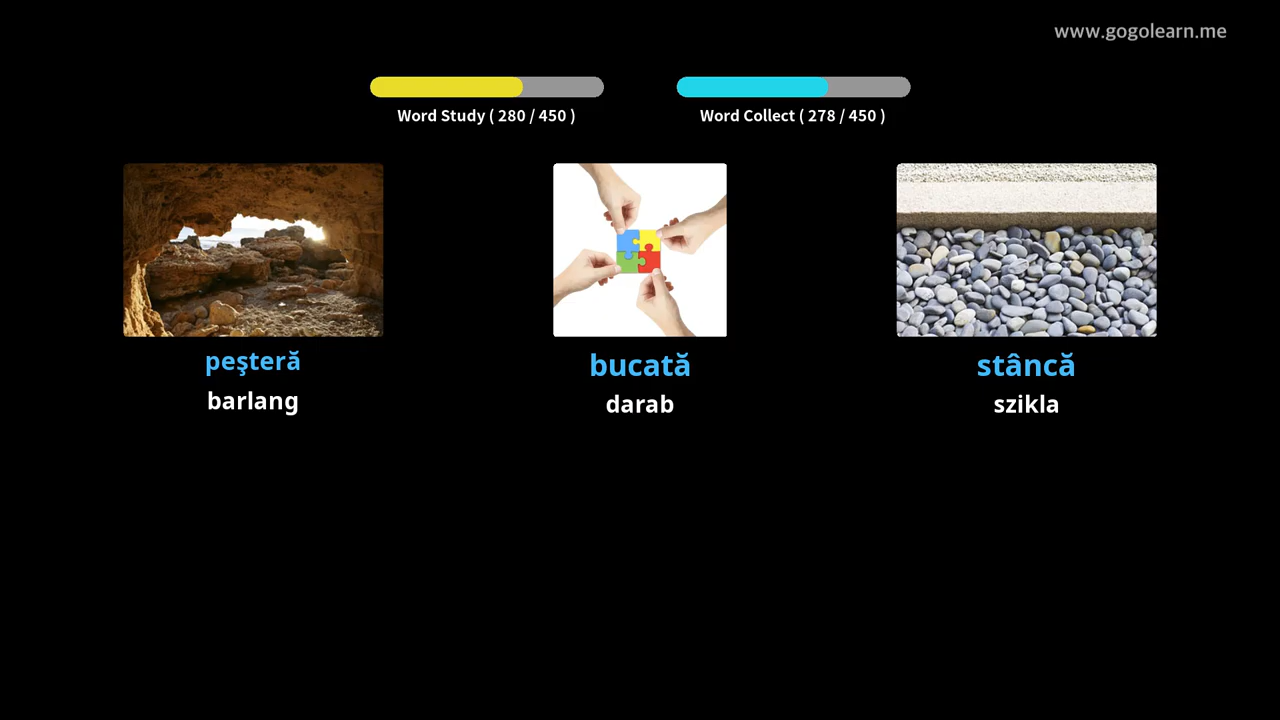 www.gogolearn.me
Word Study ( 280 / 450 )
Word Collect ( 278 / 450 )
peşteră
barlang
bucată
darab
stâncă
szikla